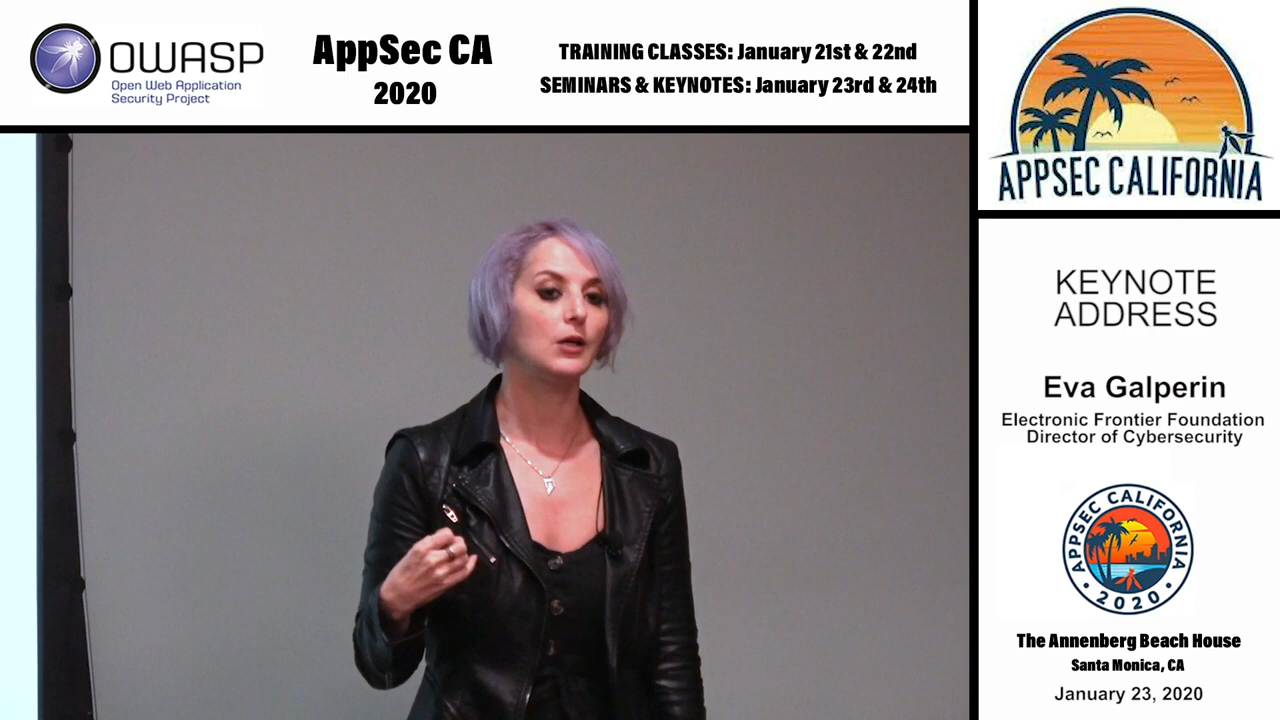 OWASP
Open Web Application
Security Project
AppSec CA
2020
TRAINING CLASSES: January 21st & 22nd
SEMINARS & KEYNOTES: January 23rd & 24th
APPSEC CALIFORNIA
KEYNOTE
ADDRESS
Eva Galperin
Electronic Frontier Foundation
Director of Cybersecurity
APPSEC CALIFORNIA
• 2020 •
The Annenberg Beach House
Santa Monica, CA
January 23, 2020